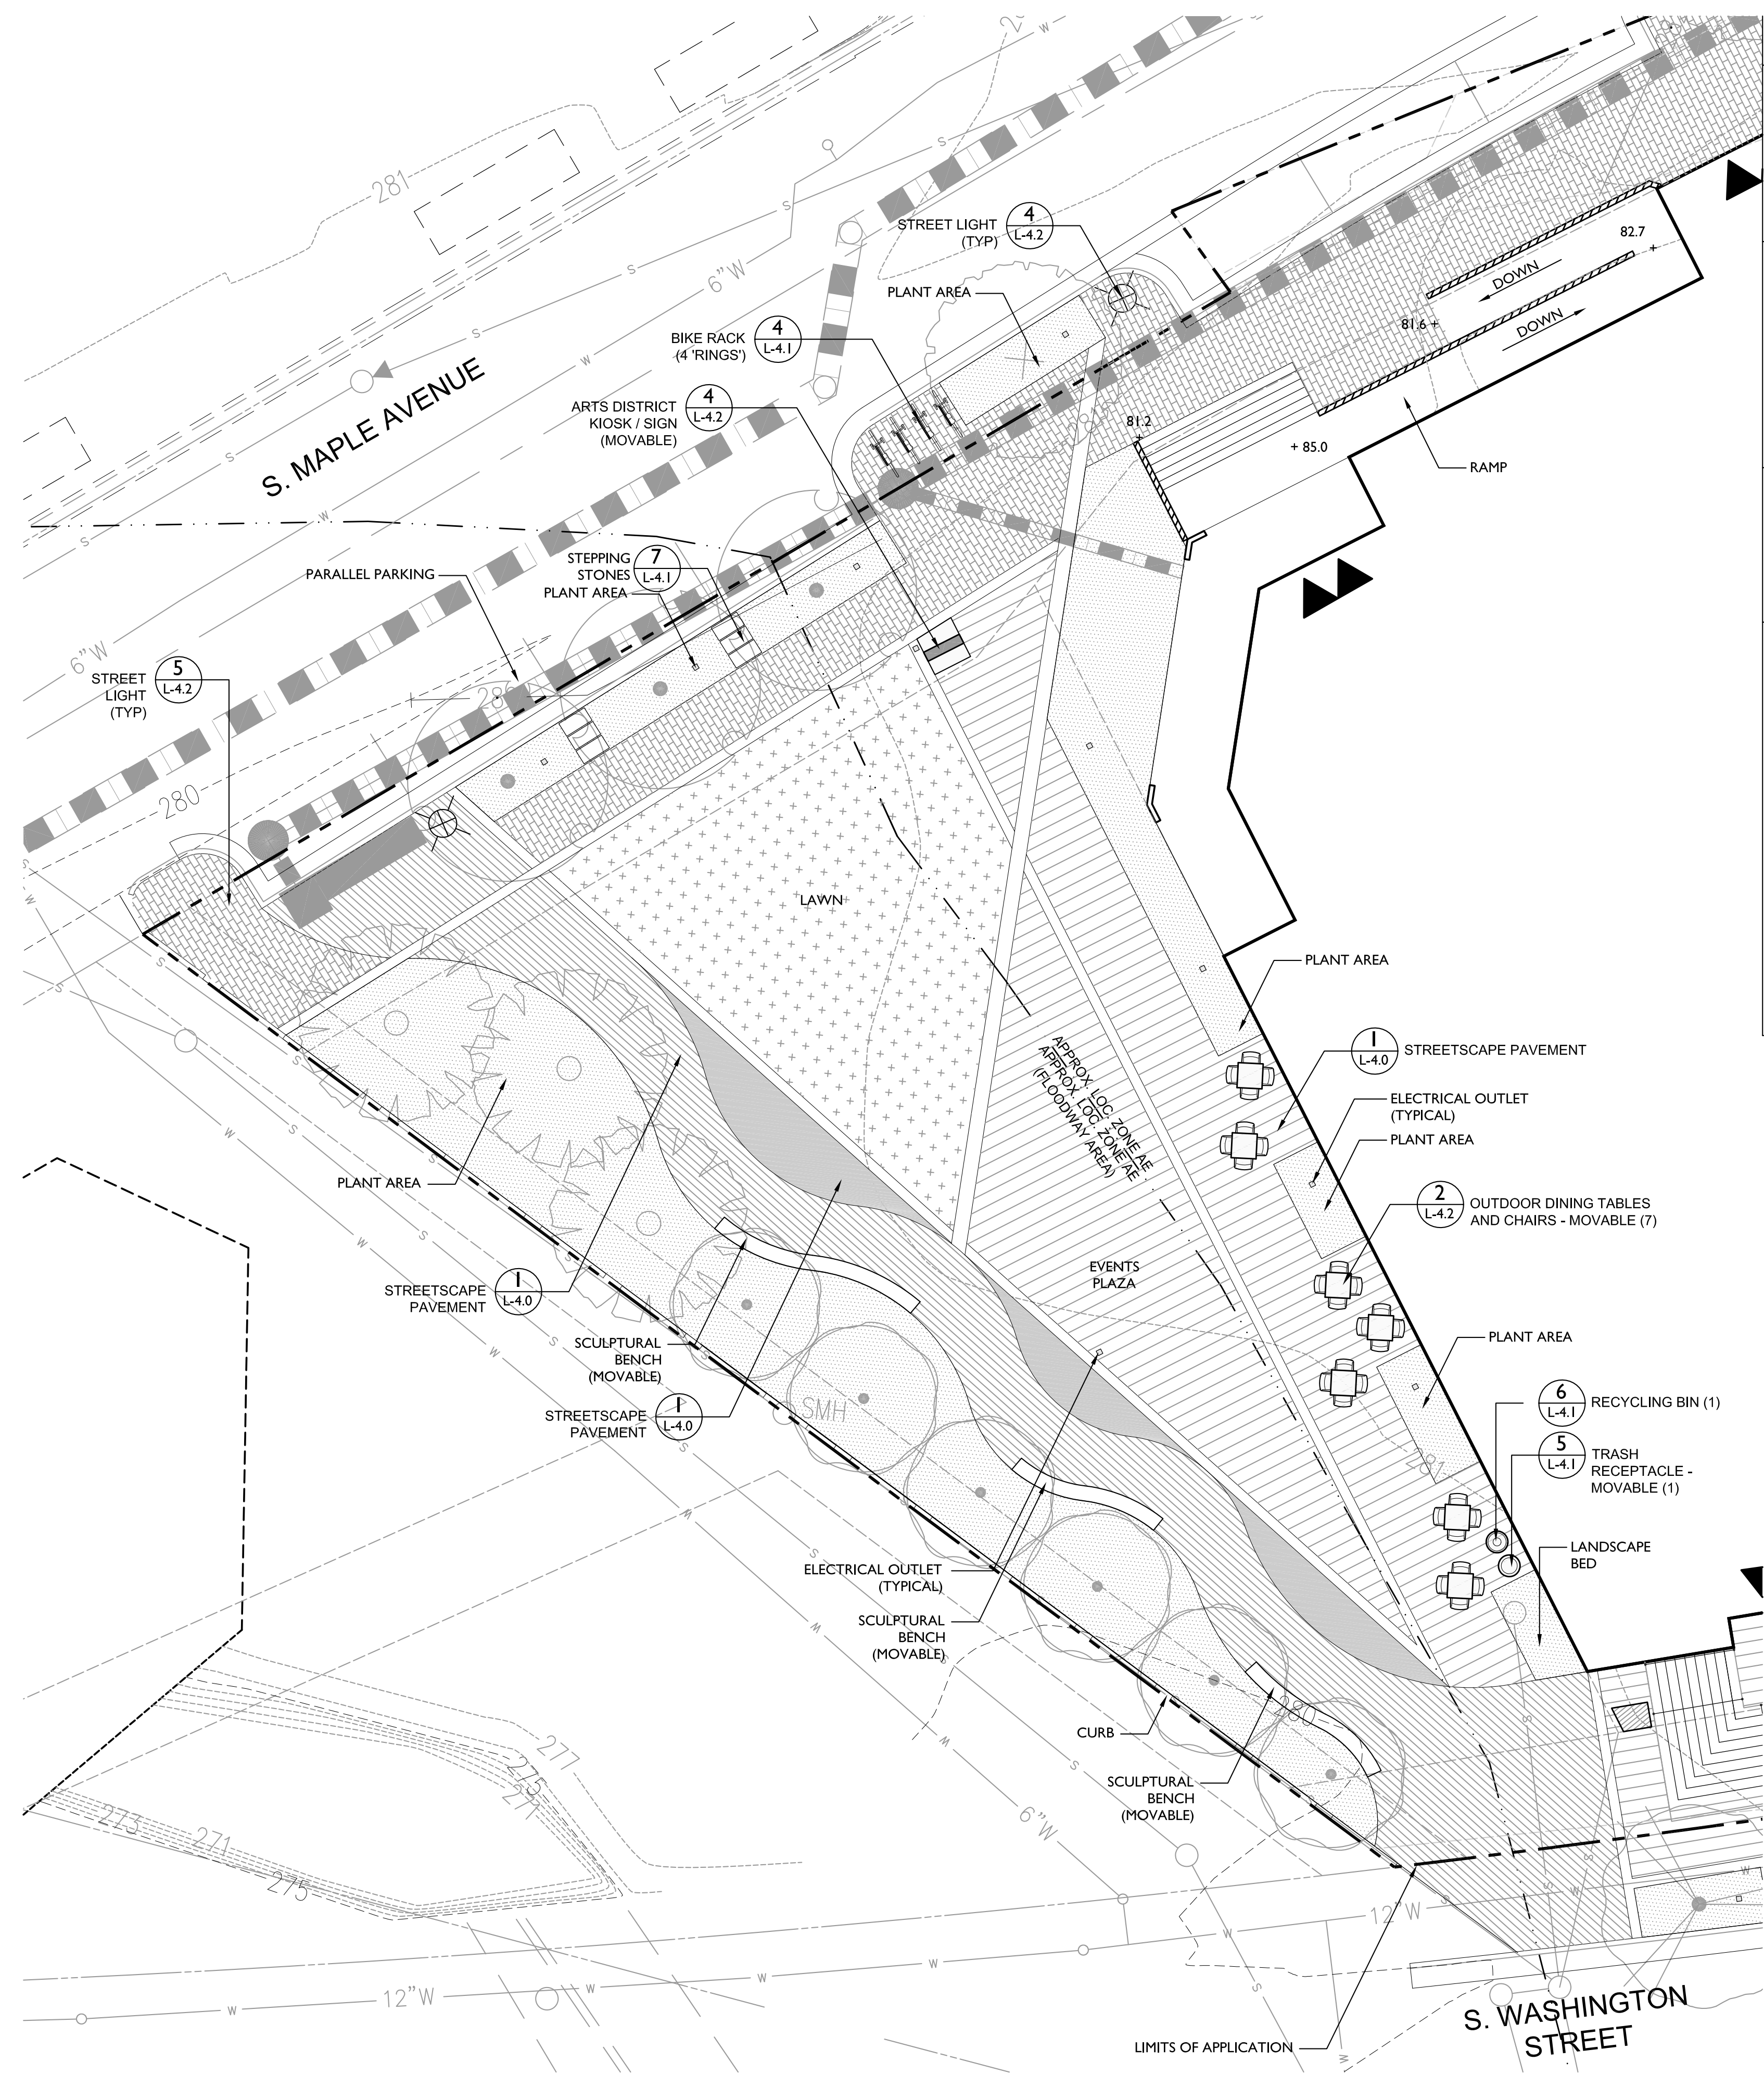 281
W
S
6"W
STREET LIGHT
(TYP)
4
L-4.2
PLANT AREA
82.7
DOWN
81.6 +
DOWN
BIKE RACK
(4 'RINGS')
4
L-4.1
S. MAPLE AVENUE
ARTS DISTRICT
KIOSK / SIGN
(MOVABLE)
4
L-4.2
81.2
+ 85.0
RAMP
PARALLEL PARKING
STEPPING
STONES
7
L-4.1
PLANT AREA
6"W
STREET
LIGHT
(TYP)
5
L-4.2
280
LAWN
PLANT AREA
1
L-4.0
STREETSCAPE PAVEMENT
APPROX. LOC. ZONE AE
APPROX. LOC. ZONE AE
(FLOODWAY AREA)
ELECTRICAL OUTLET
(TYPICAL)
PLANT AREA
PLANT AREA
2
L-4.2
OUTDOOR DINING TABLES
AND CHAIRS - MOVABLE (7)
EVENTS
PLAZA
STREETSCAPE
PAVEMENT
1
L-4.0
SCULPTURAL
BENCH
(MOVABLE)
PLANT AREA
STREETSCAPE
PAVEMENT
1
L-4.0
SMH
6
L-4.1
RECYCLING BIN (1)
5
L-4.1
TRASH
RECEPTACLE -
MOVABLE (1)
281
LANDSCAPE
BED
ELECTRICAL OUTLET
(TYPICAL)
SCULPTURAL
BENCH
(MOVABLE)
280
CURB
SCULPTURAL
BENCH
(MOVABLE)
277
273
271
273
271
275
6"W
12"W
12"W
S. WASHINGTON
STREET
LIMITS OF APPLICATION